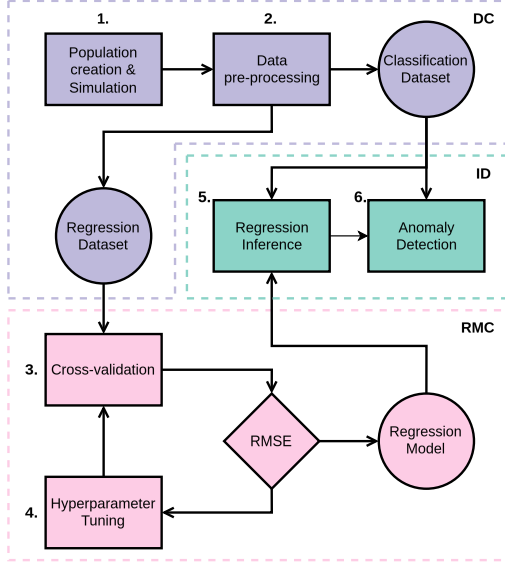 1.
2.
DC
Population
creation &
Simulation
Data
pre-processing
Classification
Dataset
ID
5.
6.
Regression
Dataset
Regression
Inference
Anomaly
Detection
RMC
3.
Cross-validation
RMSE
Regression
Model
4.
Hyperparameter
Tuning